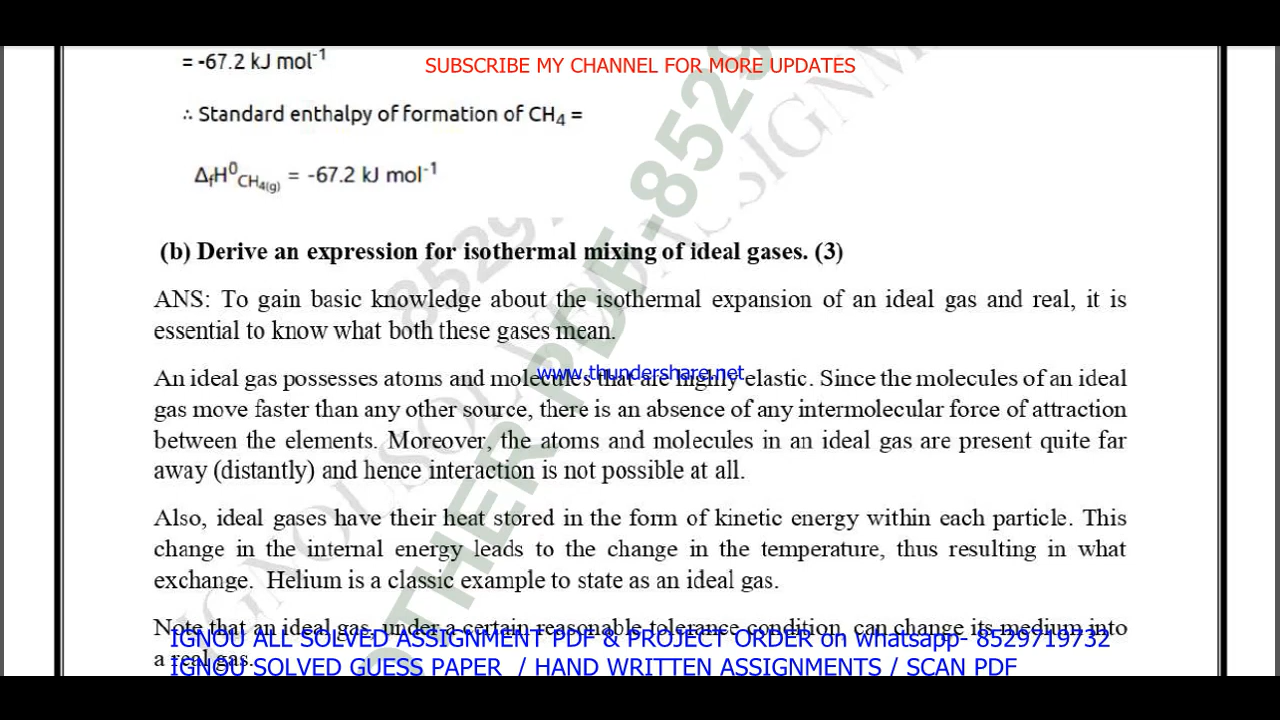 = -67.2 kJ mol⁻¹
SUBSCRIBE MY CHANNEL FOR MORE UPDATES
∴ Standard enthalpy of formation of CH₄ =
ΔfH⁰CH₄(g) = -67.2 kJ mol⁻¹
(b) Derive an expression for isothermal mixing of ideal gases. (3)
ANS: To gain basic knowledge about the isothermal expansion of an ideal gas and real, it is
essential to know what both these gases mean.
www.thundershare.net
An ideal gas possesses atoms and molecules that are highly elastic. Since the molecules of an ideal
gas move faster than any other source, there is an absence of any intermolecular force of attraction
between the elements. Moreover, the atoms and molecules in an ideal gas are present quite far
away (distantly) and hence interaction is not possible at all.
Also, ideal gases have their heat stored in the form of kinetic energy within each particle. This
change in the internal energy leads to the change in the temperature, thus resulting in what
exchange. Helium is a classic example to state as an ideal gas.
Note that an ideal gas, under a certain reasonable tolerance condition, can change its medium into
a real gas.
IGNOU ALL SOLVED ASSIGNMENT PDF & PROJECT ORDER on whatsapp- 8529719732
IGNOU SOLVED GUESS PAPER / HAND WRITTEN ASSIGNMENTS / SCAN PDF
OTHER PDF-8529
8529